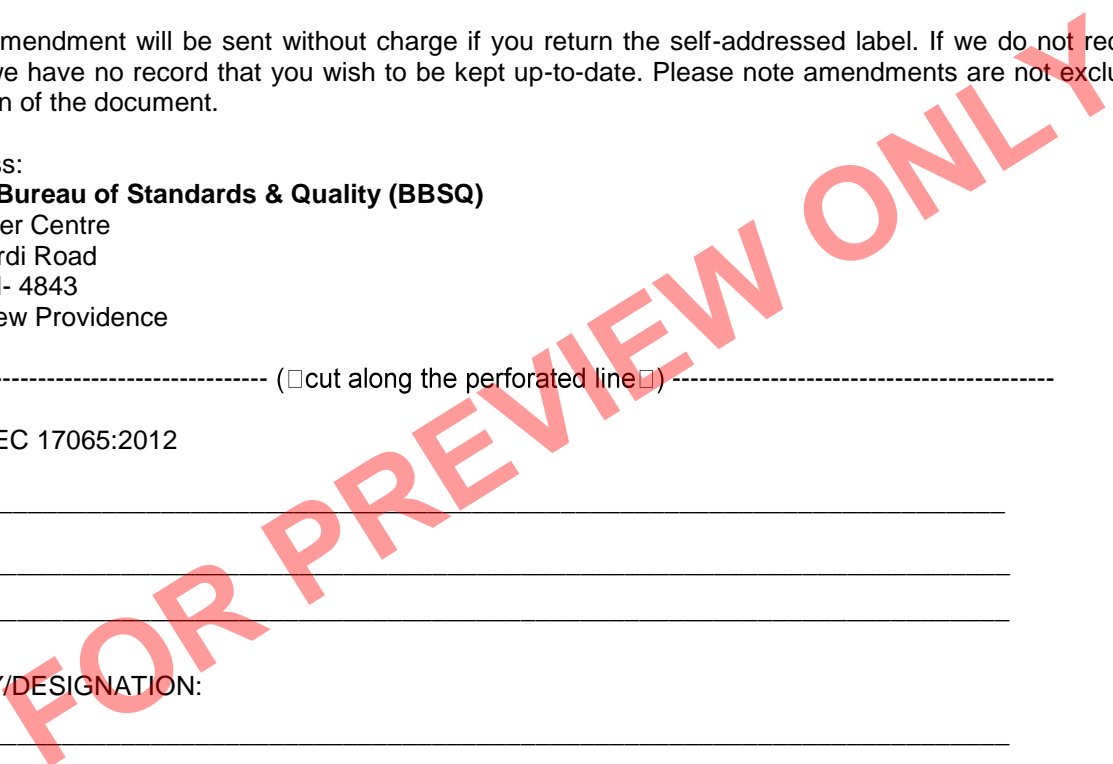 mendment will be sent without charge if you return the self-addressed label. If we do not rec
we have no record that you wish to be kept up-to-date. Please note amendments are not exclu
n of the document.
ss:
Bureau of Standards & Quality (BBSQ)
er Centre
rdi Road
- 4843
ew Providence
------------------------------ (□cut along the perforated line□) -------------------------------------------
EC 17065:2012
Y/DESIGNATION:
FOR PREVIEW ONLY